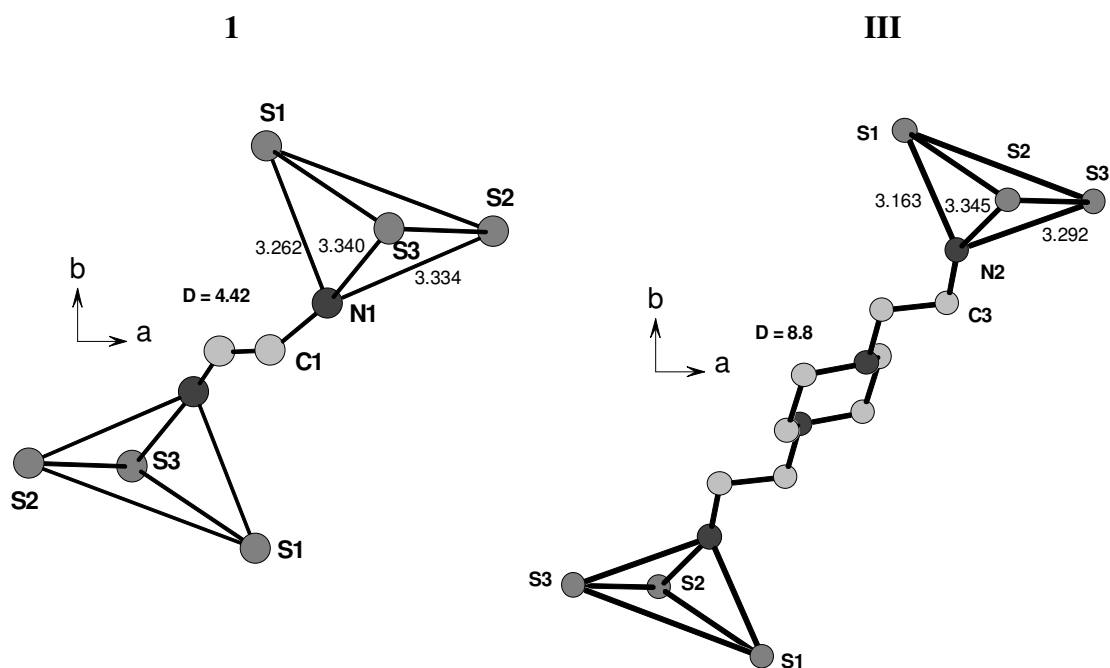 1
S1
S2
3.262
3.340
S3
3.334
D = 4.42
N1
b
a
C1
S3
S2
S1
III
S1
S2
S3
3.163
3.345
3.292
N2
C3
b
a
D = 8.8
S3
S2
S1